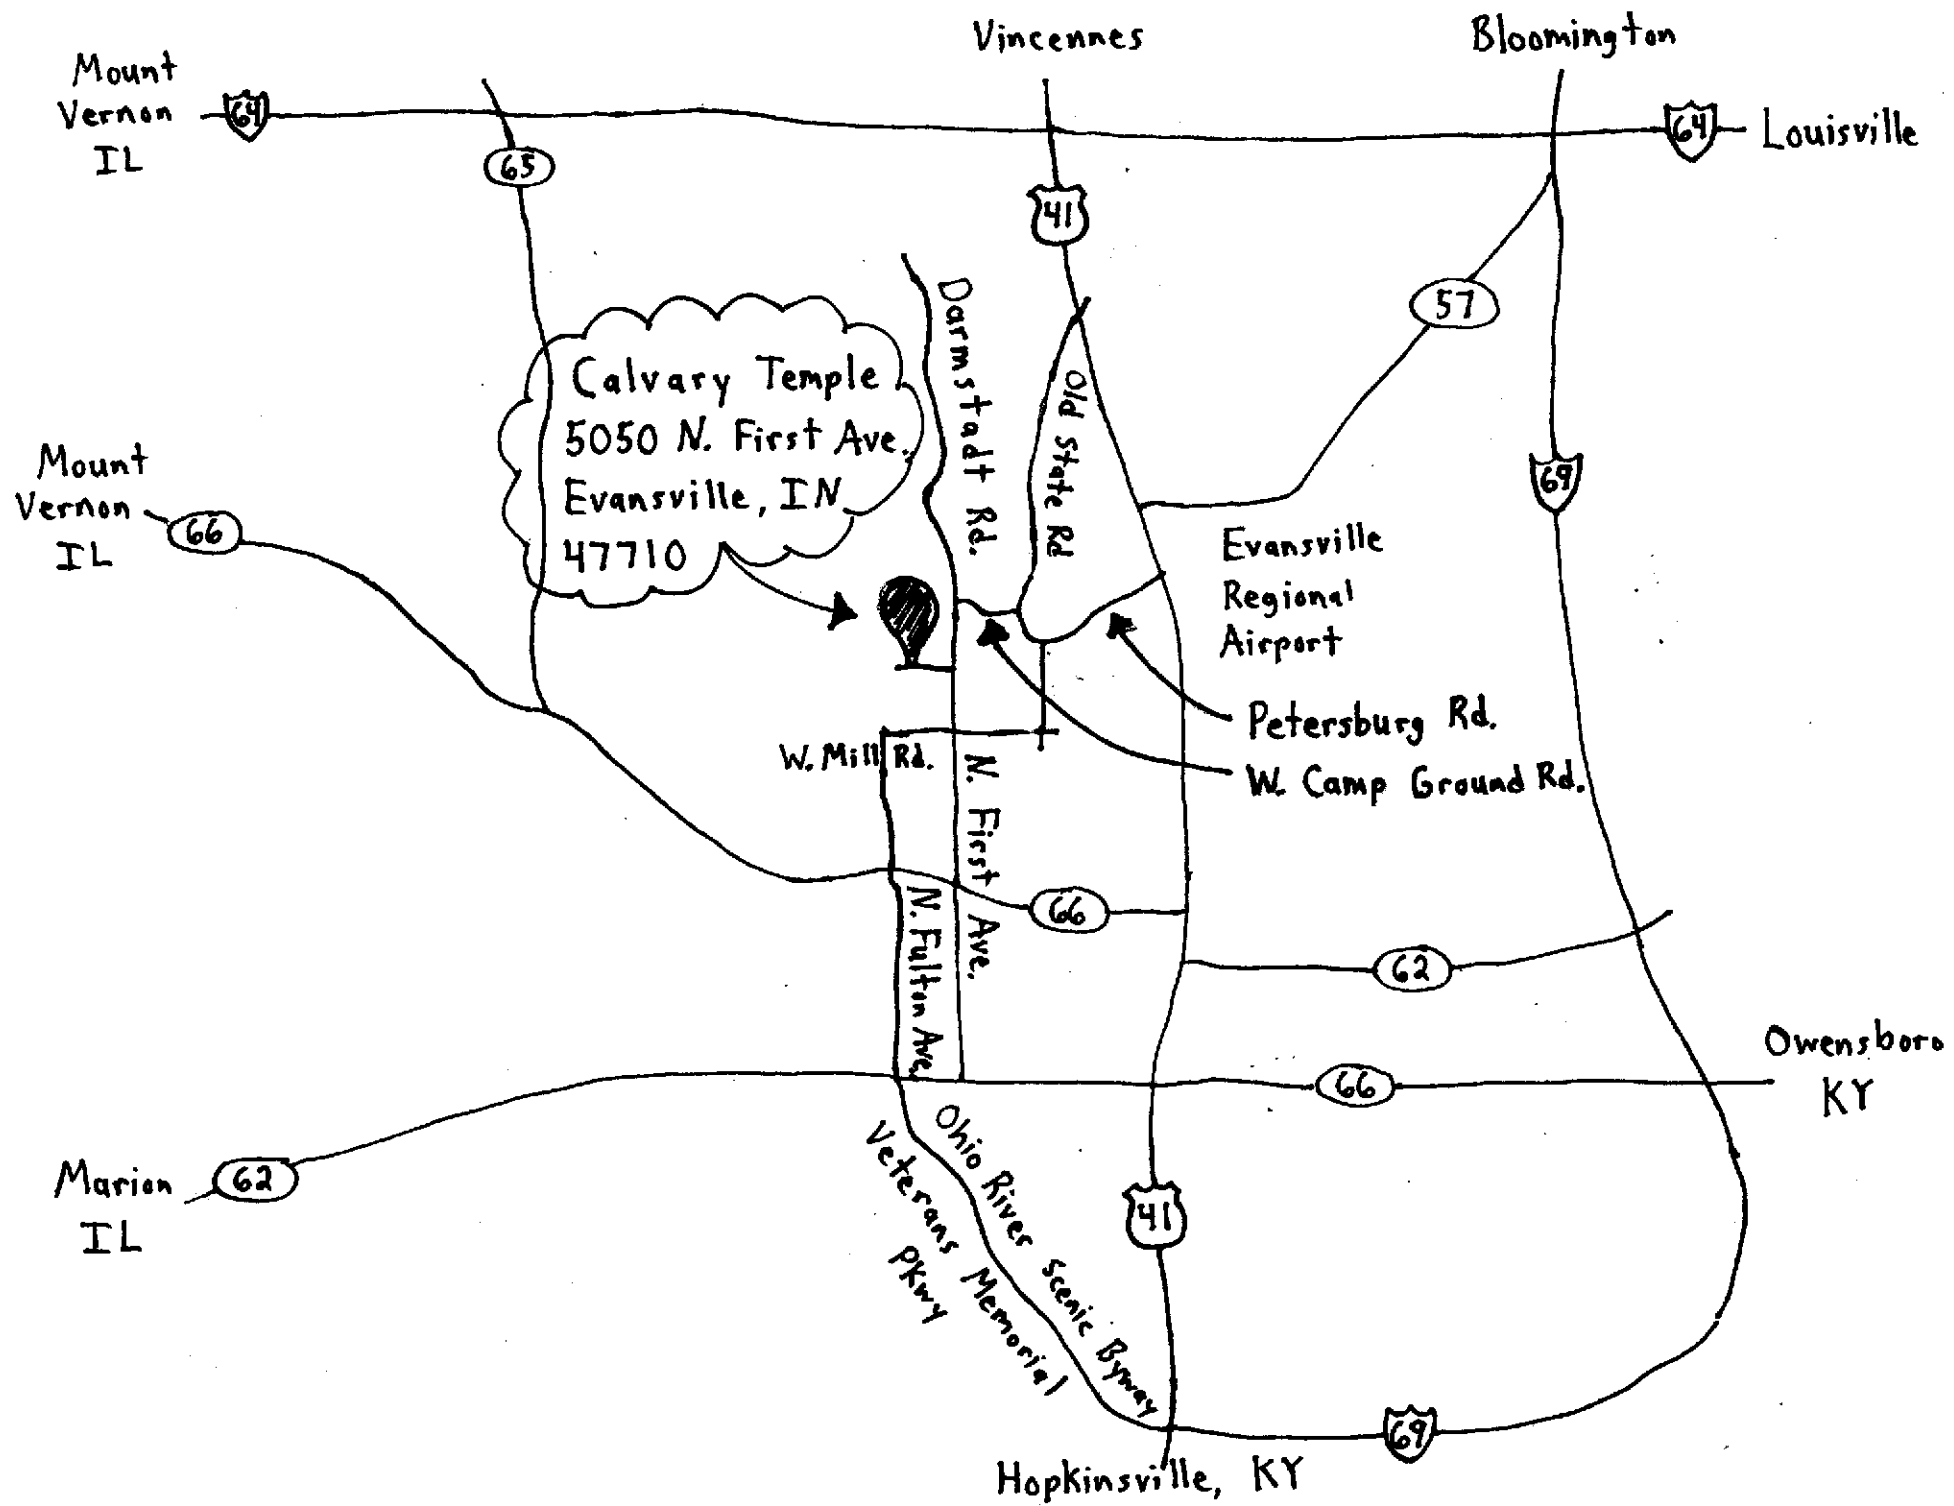 Vincennes
Bloomington
Mount
Vernon
IL
64
64
Louisville
65
41
57
Darmstadt Rd.
Old State Rd
Calvary Temple
5050 N. First Ave.
Evansville, IN
47710
69
Mount
Vernon
IL
66
Evansville
Regional
Airport
Petersburg Rd.
W. Camp Ground Rd.
W. Mill Rd.
N. First Ave.
N. Fulton Ave.
66
62
66
Owensboro
KY
Marion
IL
62
Ohio River Scenic Byway
Veterans Memorial
PKwy
41
69
Hopkinsville, KY